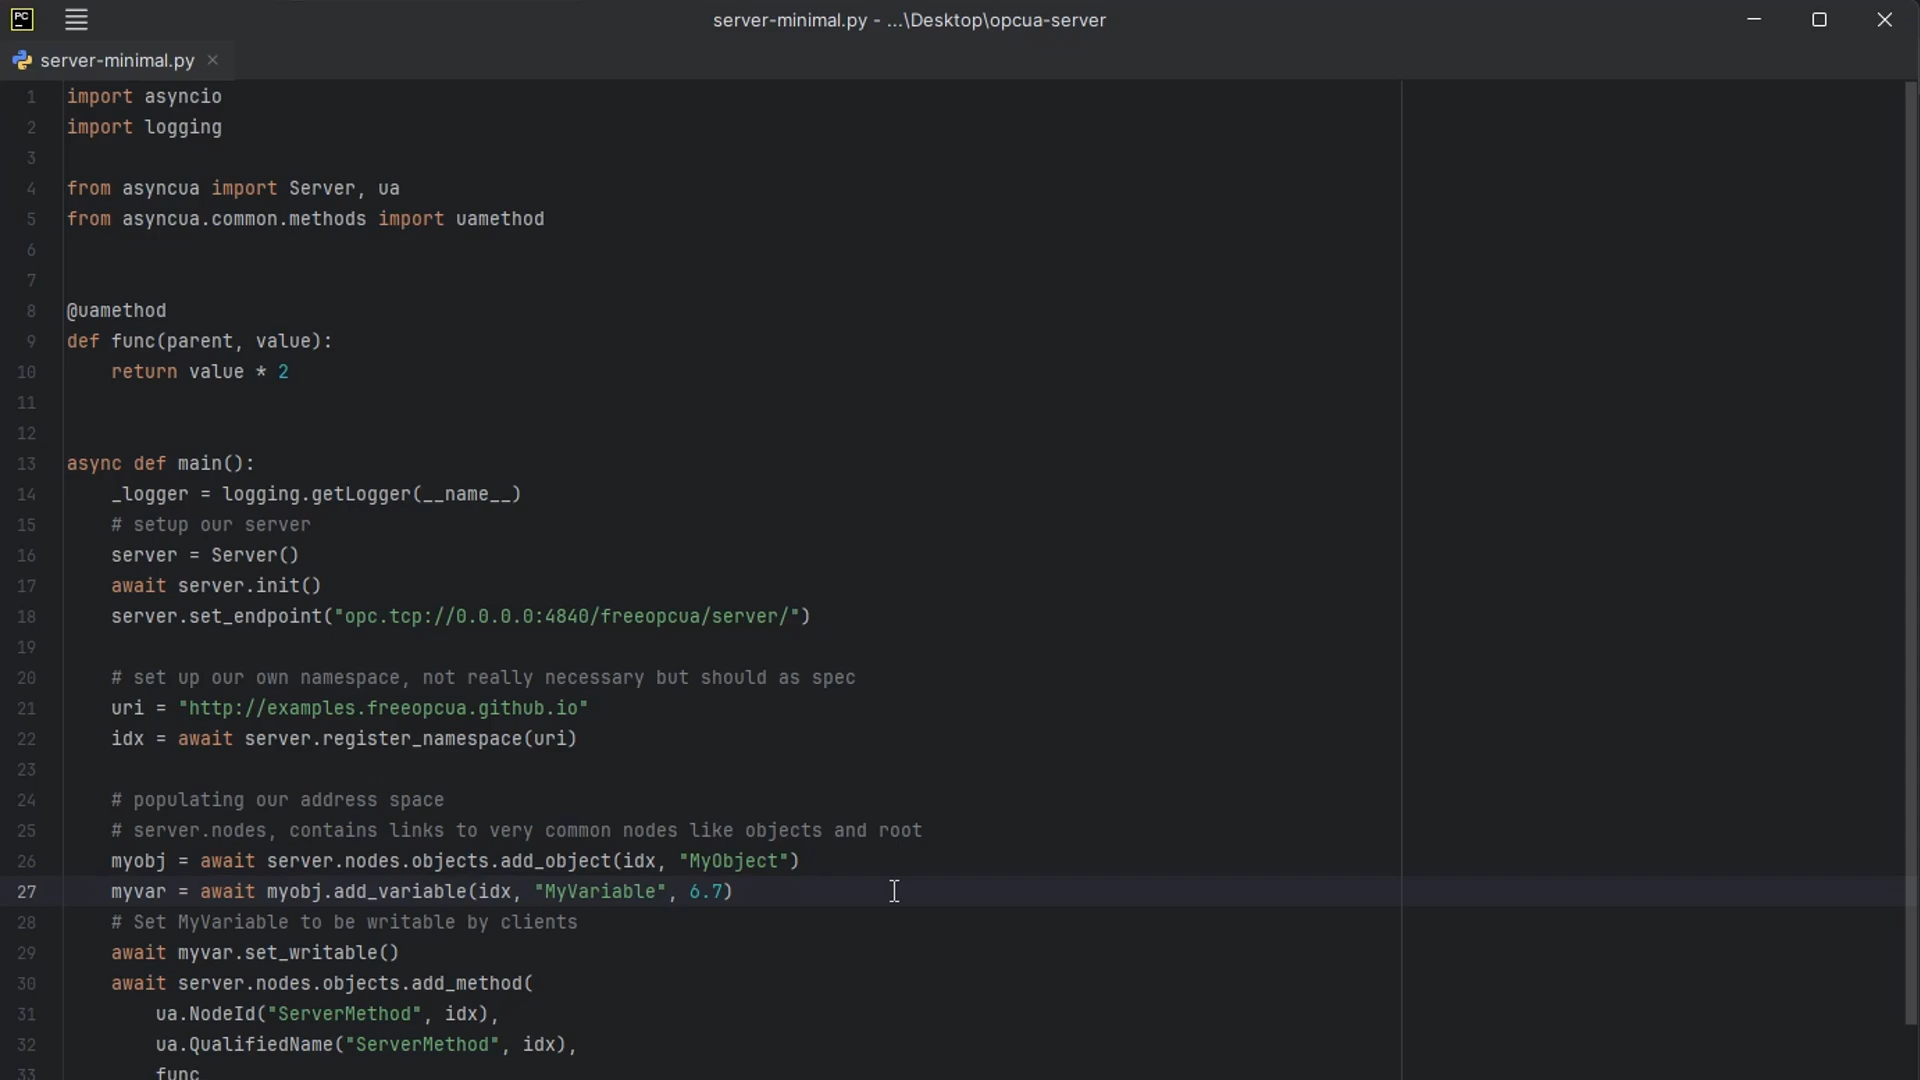 PC
server-minimal.py - ...\Desktop\opcua-server
server-minimal.py
1 import asyncio
2 import logging
3
4 from asyncua import Server, ua
5 from asyncua.common.methods import uamethod
6
7
8 @uamethod
9 def func(parent, value):
10     return value * 2
11
12
13 async def main():
14     _logger = logging.getLogger(__name__)
15     # setup our server
16     server = Server()
17     await server.init()
18     server.set_endpoint("opc.tcp://0.0.0.0:4840/freeopcua/server/")
19
20     # set up our own namespace, not really necessary but should as spec
21     uri = "http://examples.freeopcua.github.io"
22     idx = await server.register_namespace(uri)
23
24     # populating our address space
25     # server.nodes, contains links to very common nodes like objects and root
26     myobj = await server.nodes.objects.add_object(idx, "MyObject")
27     myvar = await myobj.add_variable(idx, "MyVariable", 6.7)
28     # Set MyVariable to be writable by clients
29     await myvar.set_writable()
30     await server.nodes.objects.add_method(
31         ua.NodeId("ServerMethod", idx),
32         ua.QualifiedName("ServerMethod", idx),
33         func